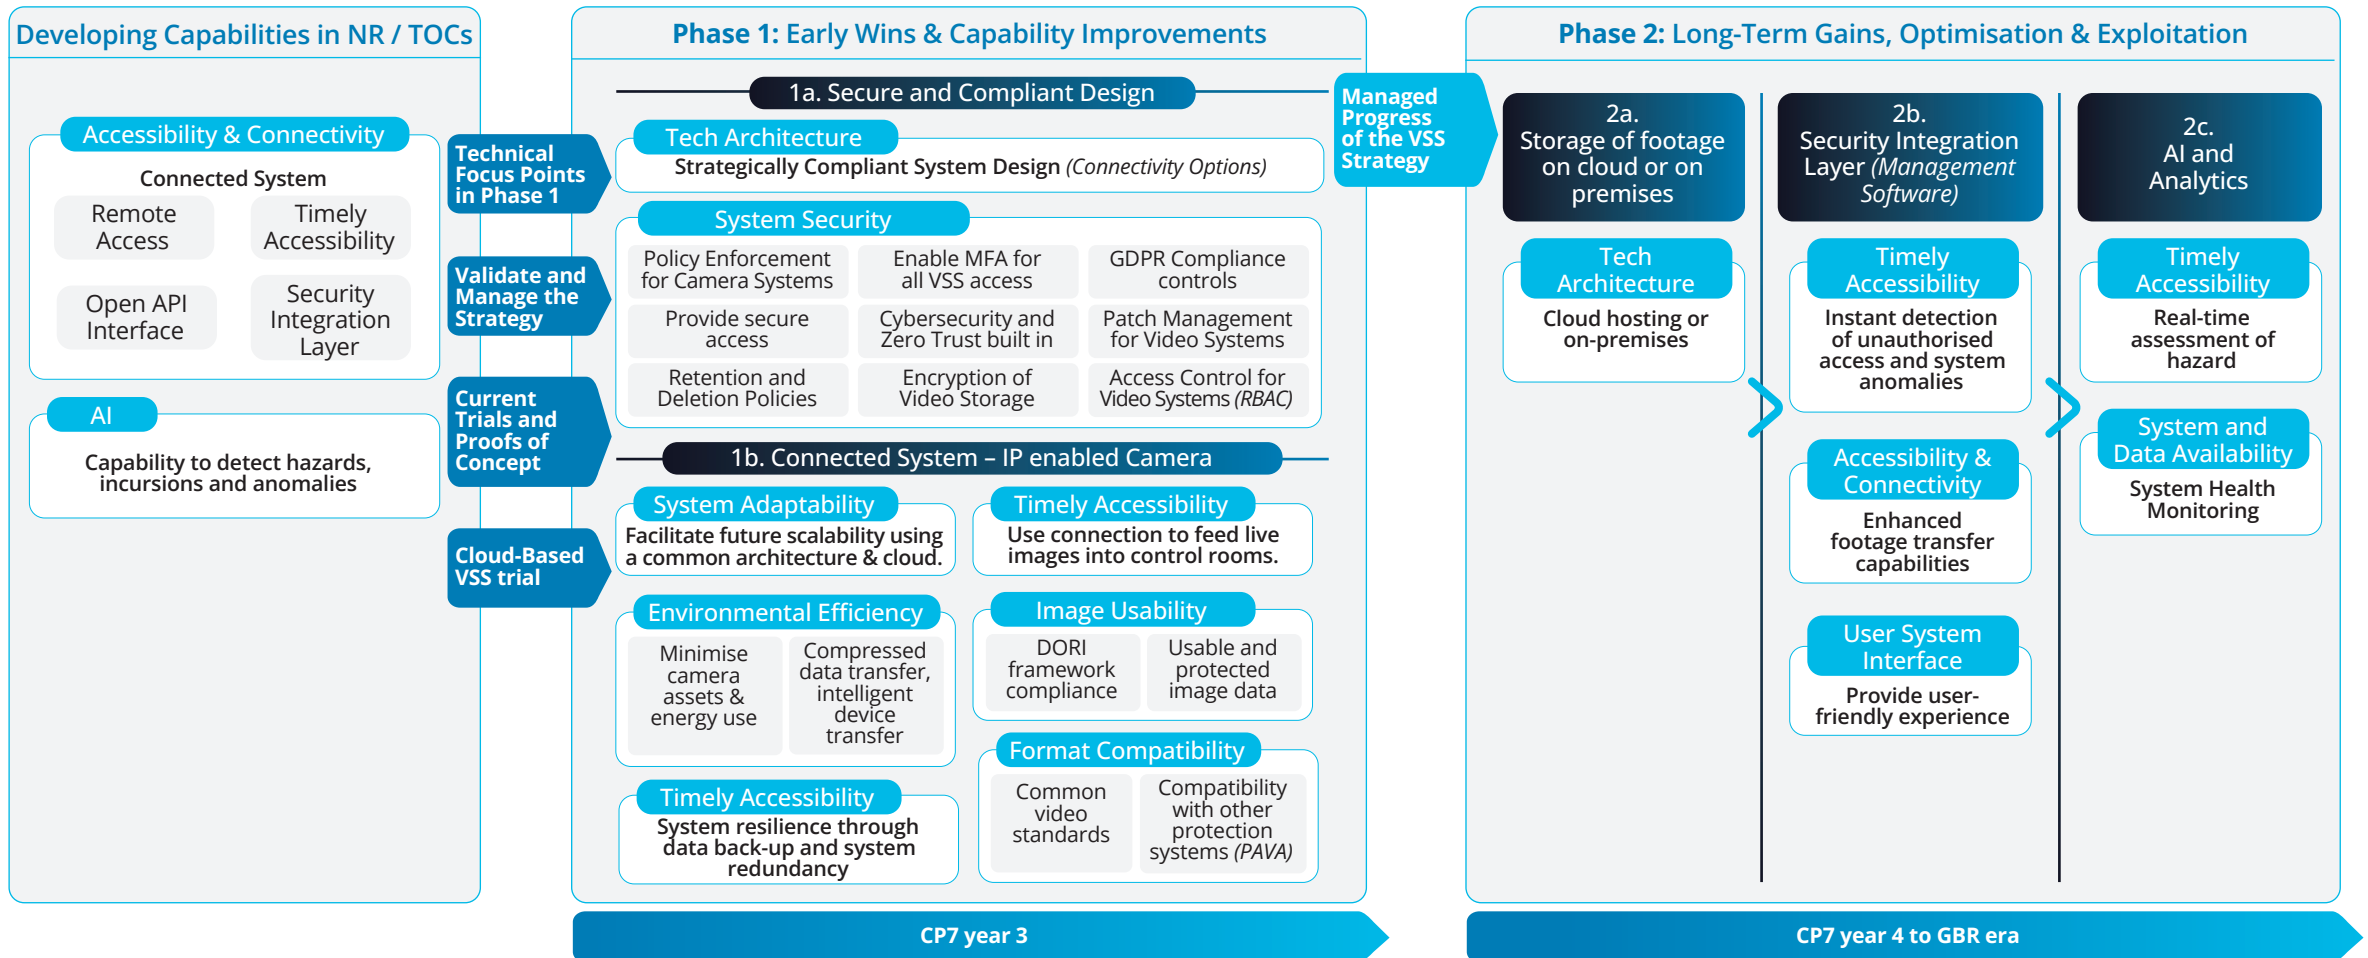 Developing Capabilities in NR / TOCs
Accessibility & Connectivity
Connected System
Remote
Access
Timely
Accessibility
Open API
Interface
Security
Integration
Layer
AI
Capability to detect hazards,
incursions and anomalies
Technical
Focus Points
in Phase 1
Validate and
Manage the
Strategy
Current
Trials and
Proofs of
Concept
Cloud-Based
VSS trial
Phase 1: Early Wins & Capability Improvements
1a. Secure and Compliant Design
Tech Architecture
Strategically Compliant System Design (Connectivity Options)
System Security
Policy Enforcement
for Camera Systems
Enable MFA for
all VSS access
GDPR Compliance
controls
Provide secure
access
Cybersecurity and
Zero Trust built in
Patch Management
for Video Systems
Retention and
Deletion Policies
Encryption of
Video Storage
Access Control for
Video Systems (RBAC)
1b. Connected System – IP enabled Camera
System Adaptability
Facilitate future scalability using
a common architecture & cloud.
Timely Accessibility
Use connection to feed live
images into control rooms.
Environmental Efficiency
Minimise
camera
assets &
energy use
Compressed
data transfer,
intelligent
device
transfer
Image Usability
DORI
framework
compliance
Usable and
protected
image data
Timely Accessibility
System resilience through
data back-up and system
redundancy
Format Compatibility
Common
video
standards
Compatibility
with other
protection
systems (PAVA)
CP7 year 3
Managed
Progress
of the VSS
Strategy
Phase 2: Long-Term Gains, Optimisation & Exploitation
2a.
Storage of footage
on cloud or on
premises
Tech
Architecture
Cloud hosting or
on-premises
2b.
Security Integration
Layer (Management
Software)
Timely
Accessibility
Instant detection
of unauthorised
access and system
anomalies
Accessibility &
Connectivity
Enhanced
footage transfer
capabilities
User System
Interface
Provide user-
friendly experience
2c.
AI and
Analytics
Timely
Accessibility
Real-time
assessment of
hazard
System and
Data Availability
System Health
Monitoring
CP7 year 4 to GBR era